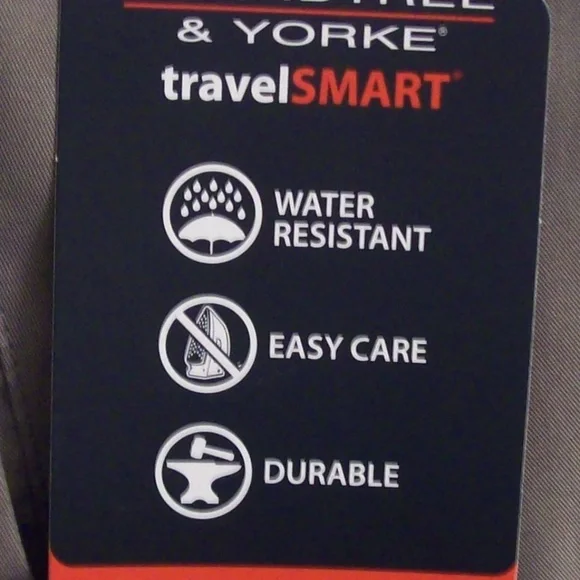 & YORKE®
travelSMART®
WATER
RESISTANT
EASY CARE
DURABLE